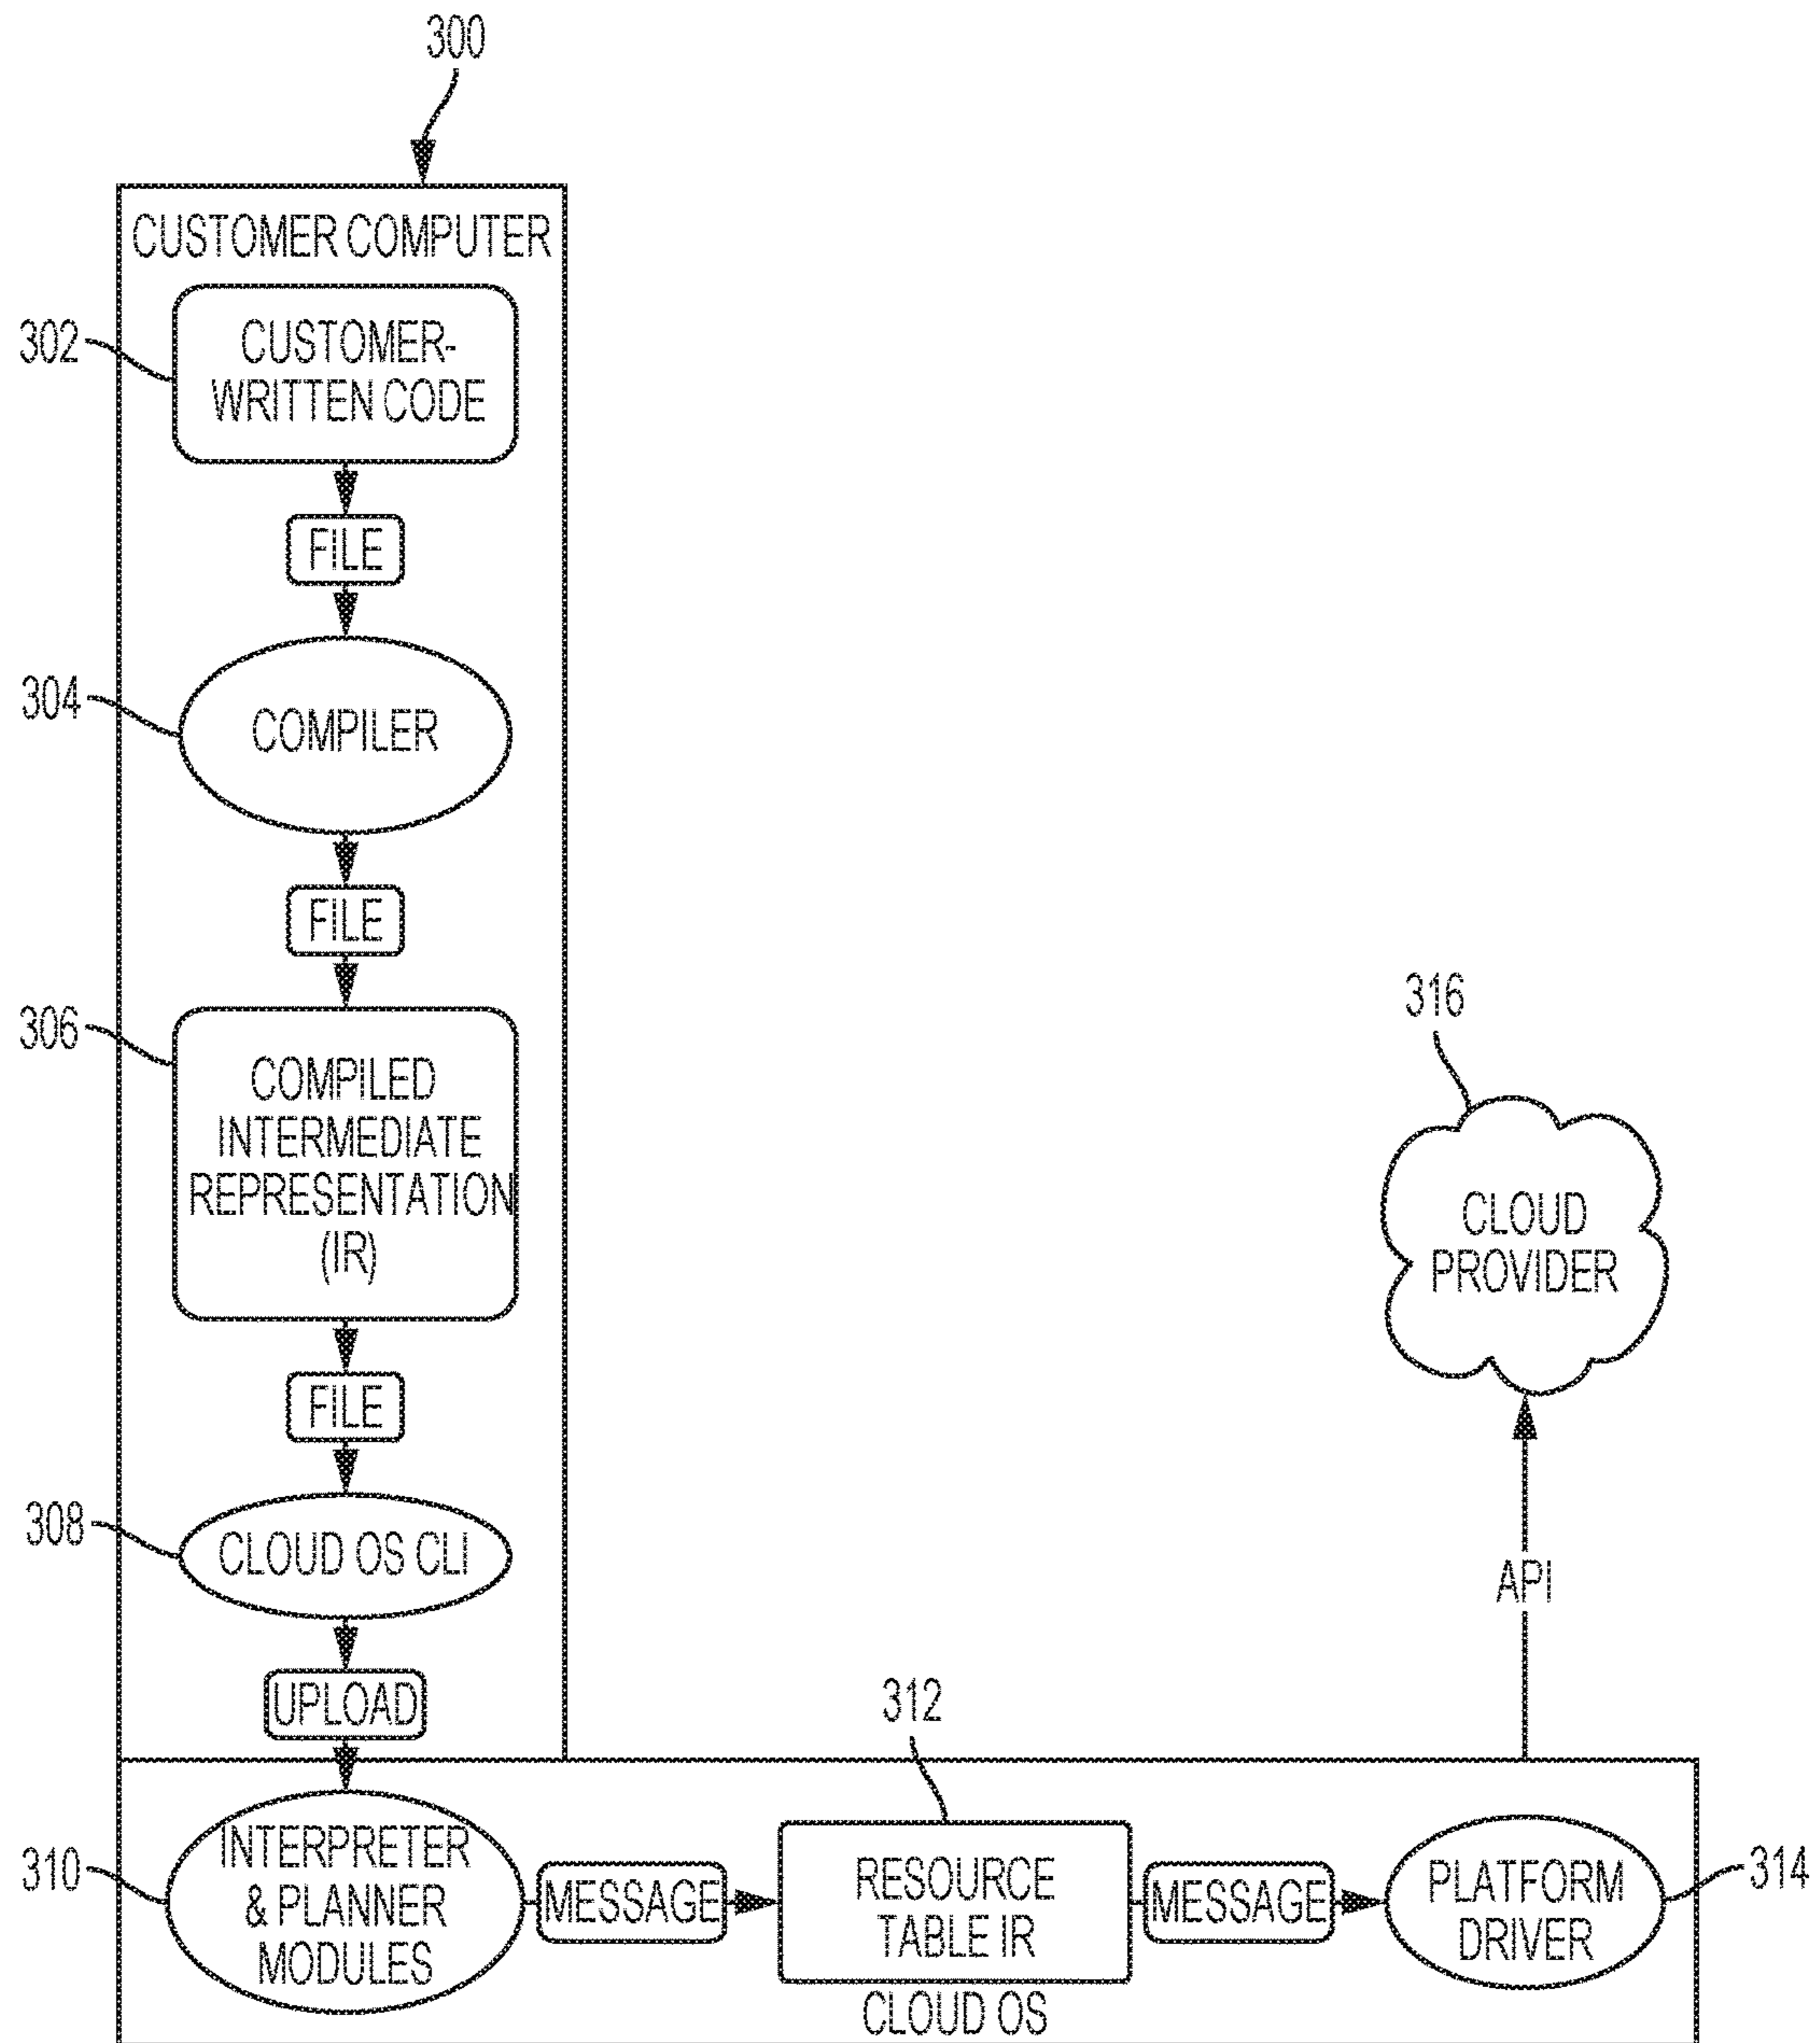 300
CUSTOMER COMPUTER
302
CUSTOMER-
WRITTEN CODE
FILE
304
COMPILER
FILE
306
COMPILED
INTERMEDIATE
REPRESENTATION
(IR)
316
CLOUD
PROVIDER
FILE
308
CLOUD OS CLI
API
UPLOAD
312
310
INTERPRETER
& PLANNER
MODULES
MESSAGE
RESOURCE
TABLE IR
MESSAGE
PLATFORM
DRIVER
314
CLOUD OS